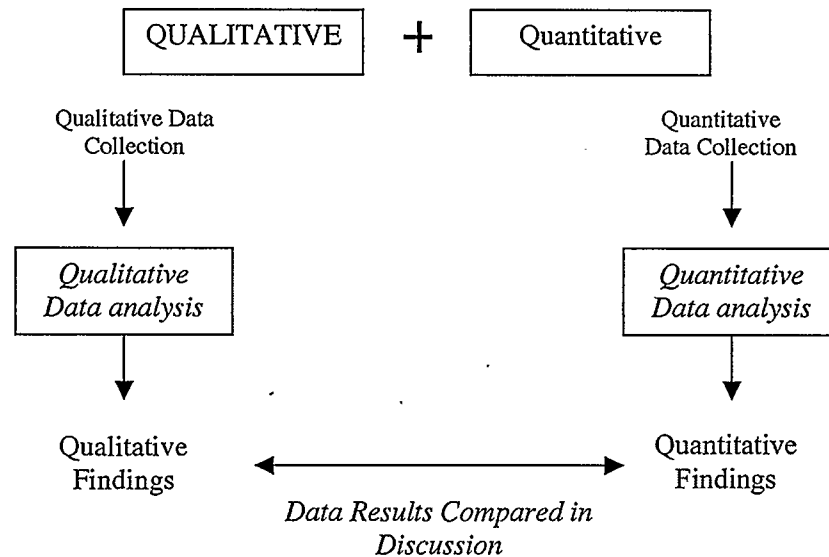 QUALITATIVE + Quantitative
Qualitative Data
Collection
Quantitative
Data Collection
Qualitative
Data analysis
Quantitative
Data analysis
Qualitative
Findings
Quantitative
Findings
Data Results Compared in
Discussion